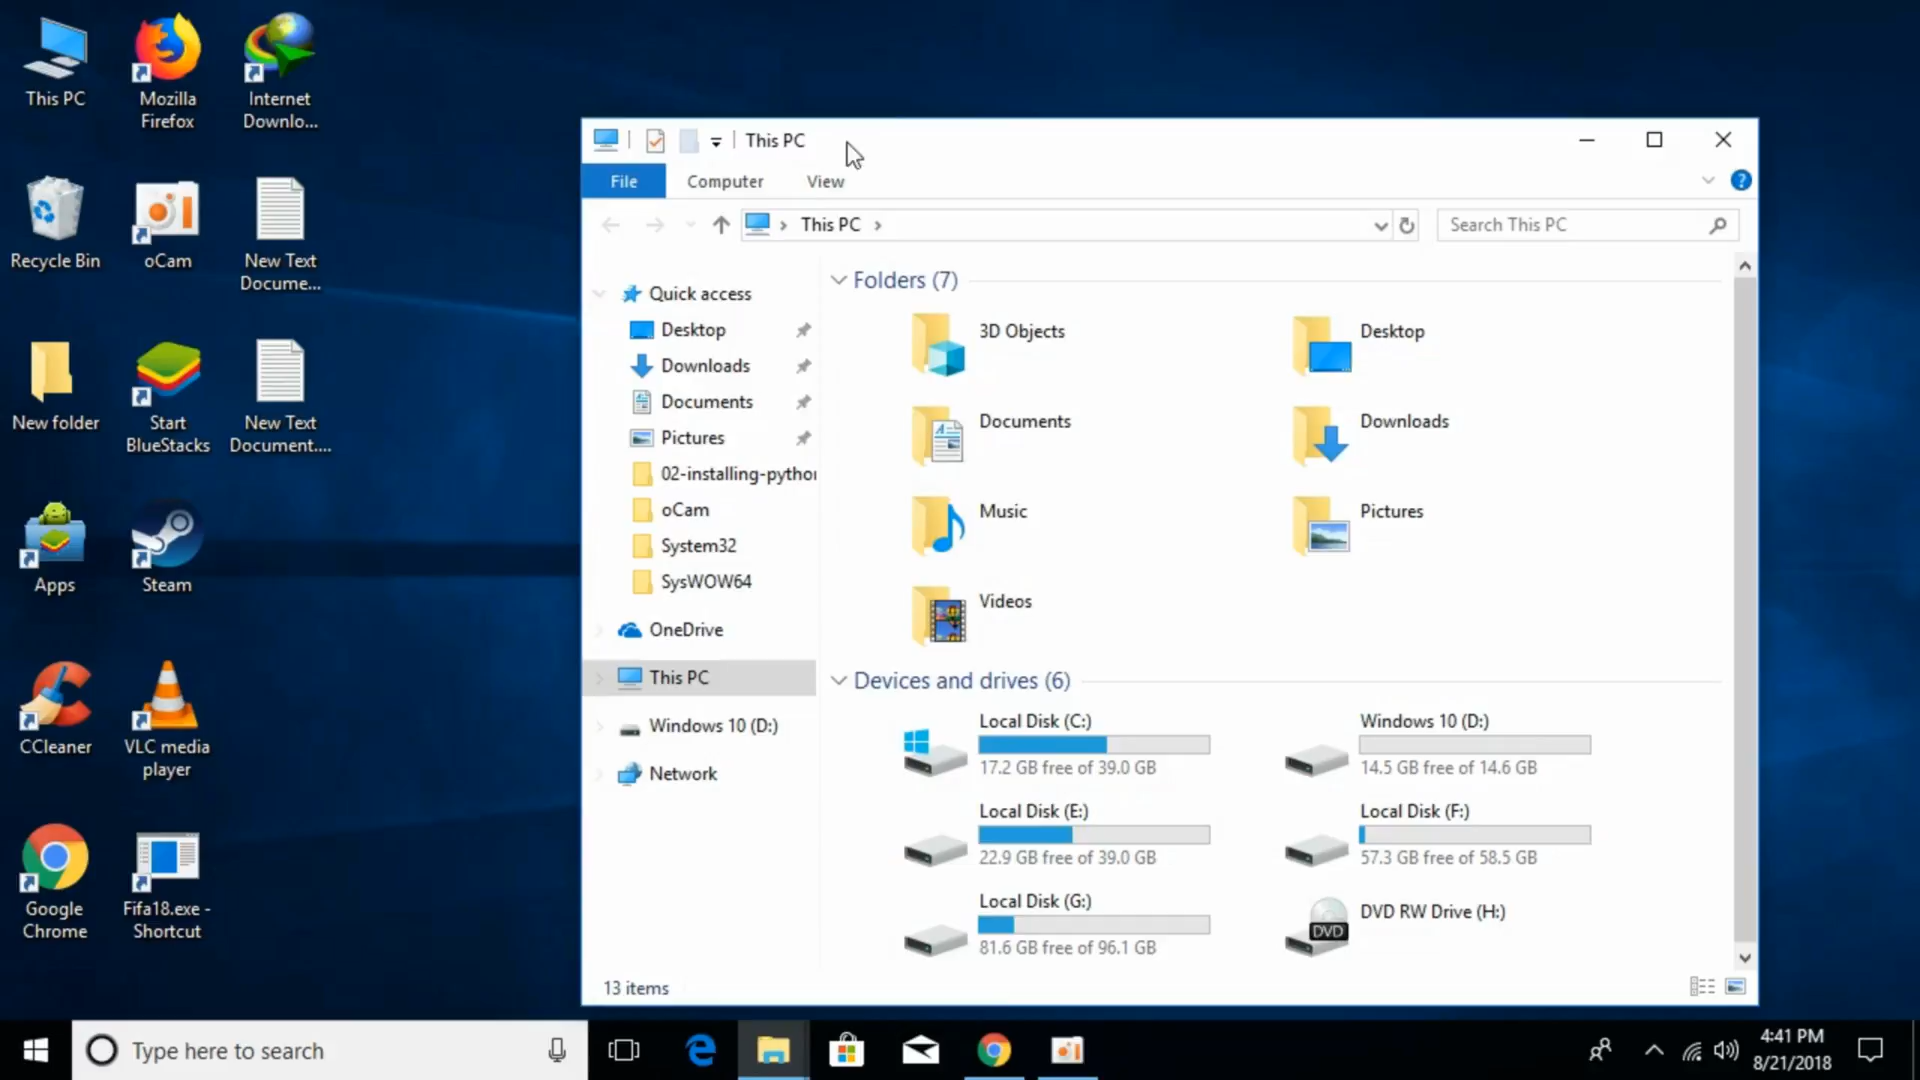 This PC
Mozilla
Firefox
Internet
Downlo...
Recycle Bin
oCam
New Text
Docume...
New folder
Start
BlueStacks
New Text
Document....
Apps
Steam
CCleaner
VLC media
player
Google
Chrome
Fifa18.exe -
Shortcut
This PC
File
Computer
View
?
This PC
Search This PC
Quick access
Desktop
Downloads
Documents
Pictures
02-installing-python
oCam
System32
SysWOW64
OneDrive
This PC
Windows 10 (D:)
Network
Folders (7)
3D Objects
Desktop
Documents
Downloads
Music
Pictures
Videos
Devices and drives (6)
Local Disk (C:)
17.2 GB free of 39.0 GB
Windows 10 (D:)
14.5 GB free of 14.6 GB
Local Disk (E:)
22.9 GB free of 39.0 GB
Local Disk (F:)
57.3 GB free of 58.5 GB
Local Disk (G:)
81.6 GB free of 96.1 GB
DVD
DVD RW Drive (H:)
13 items
Type here to search
4:41 PM
8/21/2018